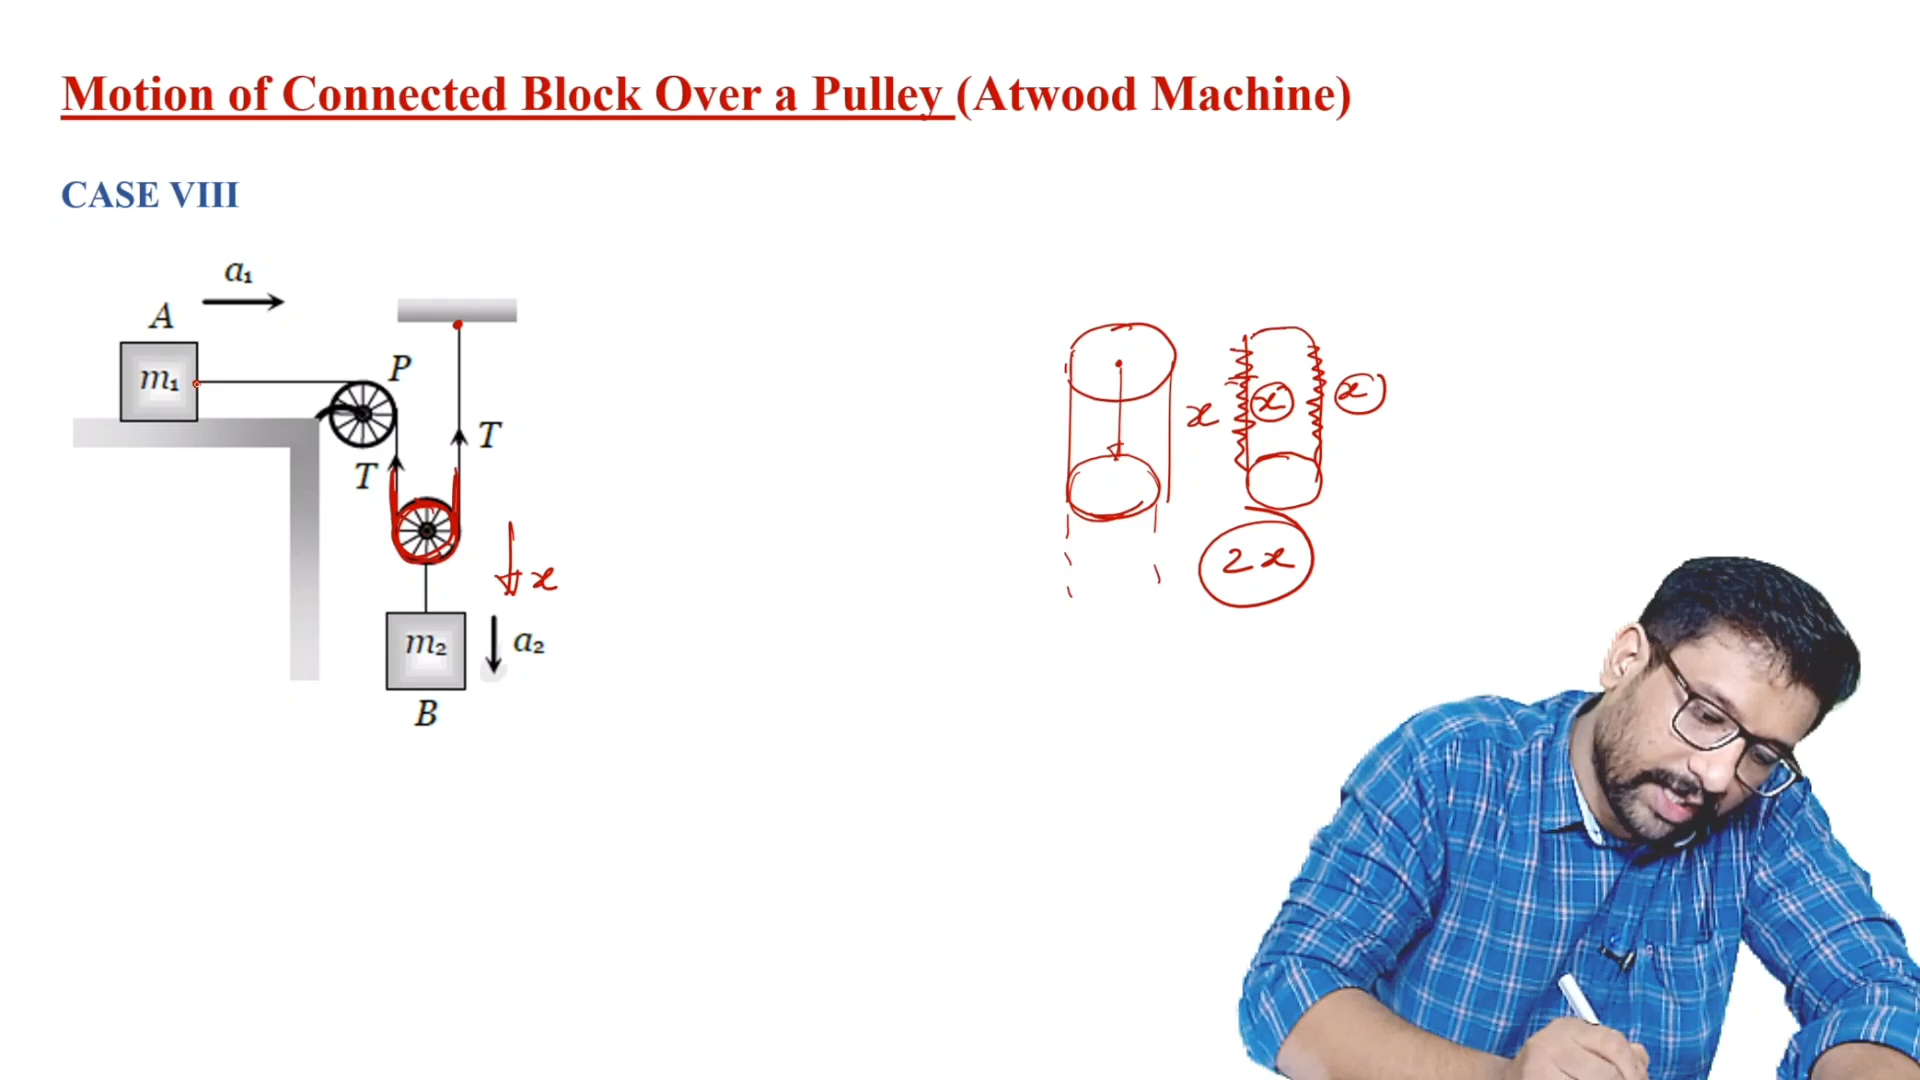 Motion of Connected Block Over a Pulley (Atwood Machine)
CASE VIII
a₁
A
m₁
P
T
T
x
m₂
a₂
B
x
x
x
2x